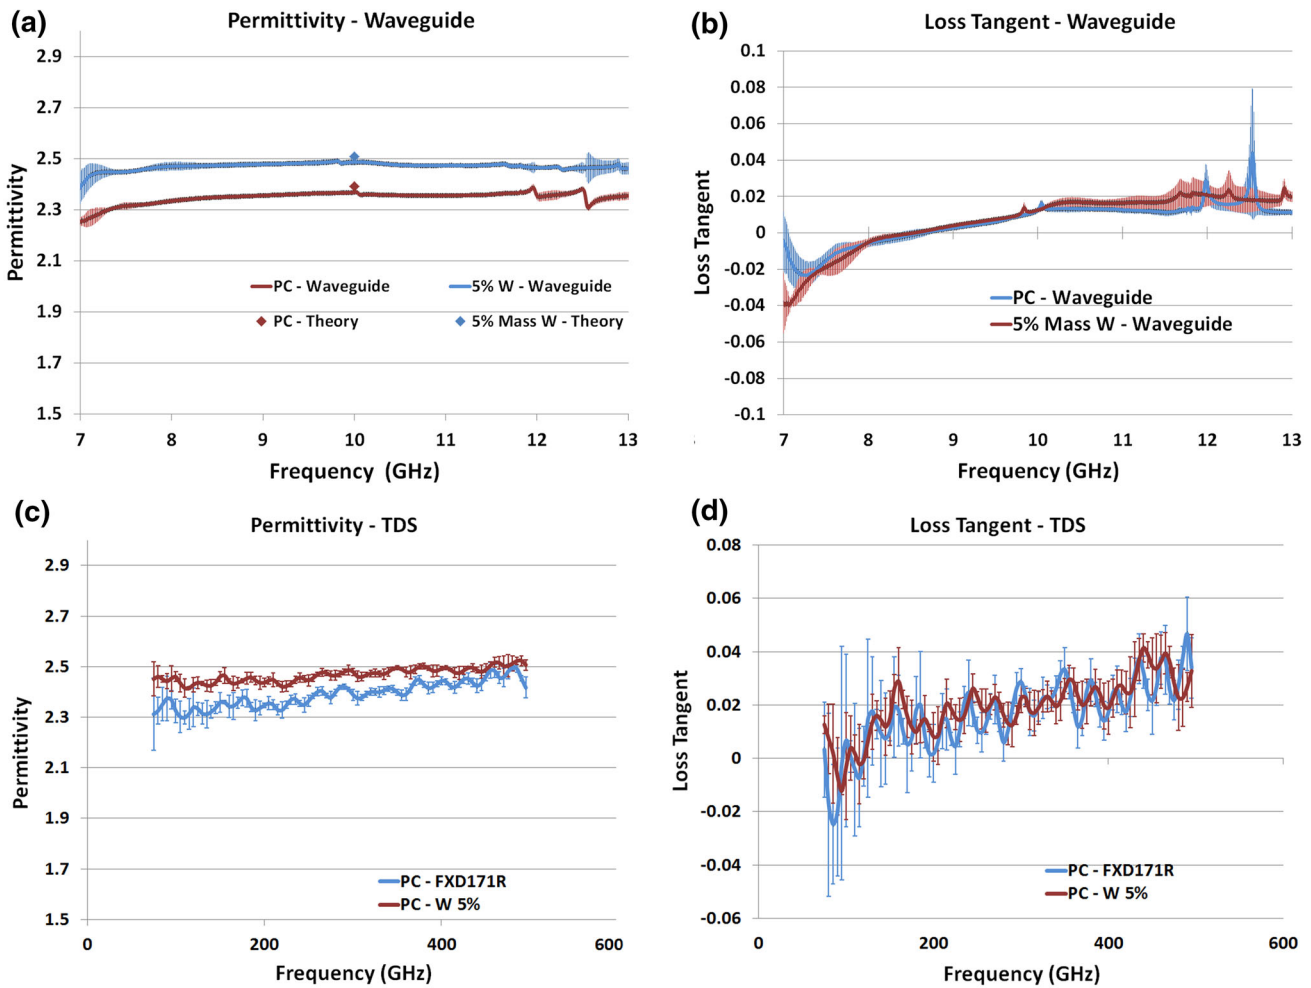 (a)
Permittivity - Waveguide
2.9
2.7
2.5
2.3
2.1
1.9
1.7
1.5
Permittivity
PC - Waveguide
5% W - Waveguide
PC - Theory
5% Mass W - Theory
7
8
9
10
11
12
13
Frequency (GHz)
(b)
Loss Tangent - Waveguide
0.1
0.08
0.06
0.04
0.02
0
-0.02
-0.04
-0.06
-0.08
-0.1
Loss Tangent
PC - Waveguide
5% Mass W - Waveguide
7
8
9
10
11
12
13
Frequency (GHz)
(c)
Permittivity - TDS
2.9
2.7
2.5
2.3
2.1
1.9
1.7
1.5
Permittivity
PC - FXD171R
PC - W 5%
0
200
400
600
Frequency (GHz)
(d)
Loss Tangent - TDS
0.08
0.06
0.04
0.02
0
-0.02
-0.04
-0.06
Loss Tangent
PC - FXD171R
PC - W 5%
0
200
400
600
Frequency (GHz)